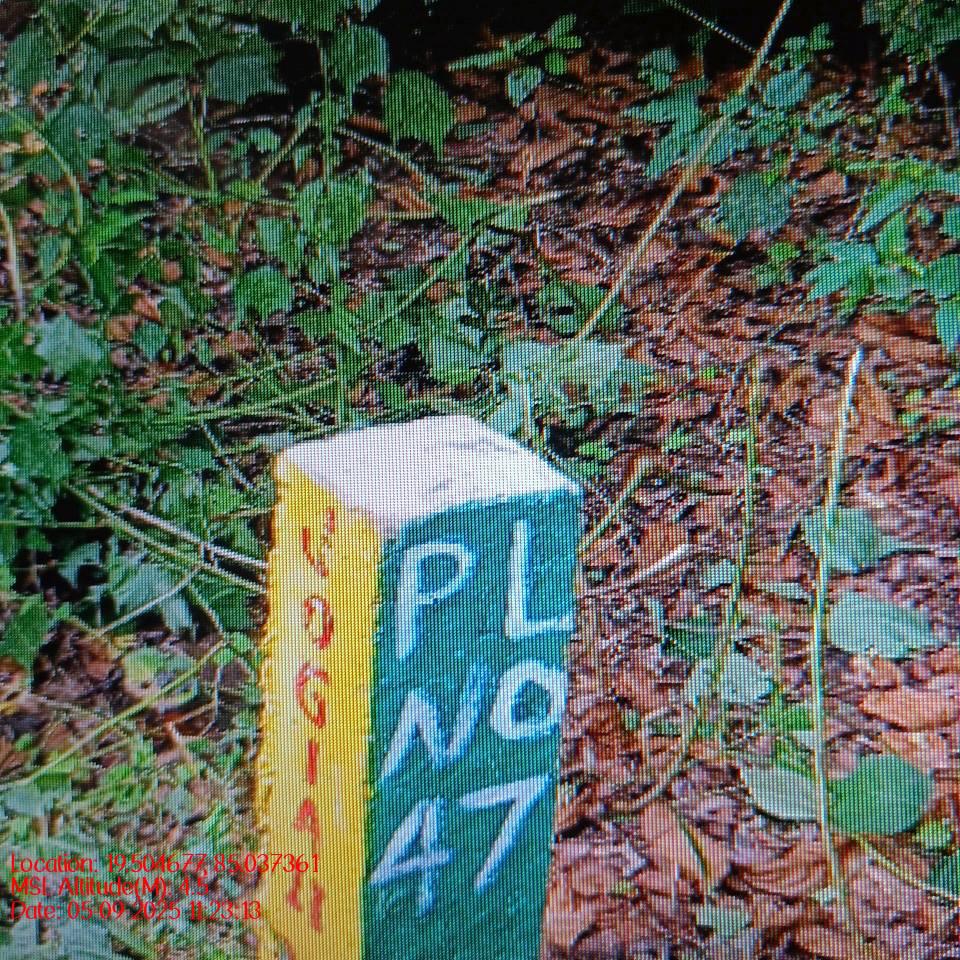 PL
NO
47
Location: 19.504677, 85.037361
MSL Altitude(M): 4.5
Date: 05-09-2025 11:23:13